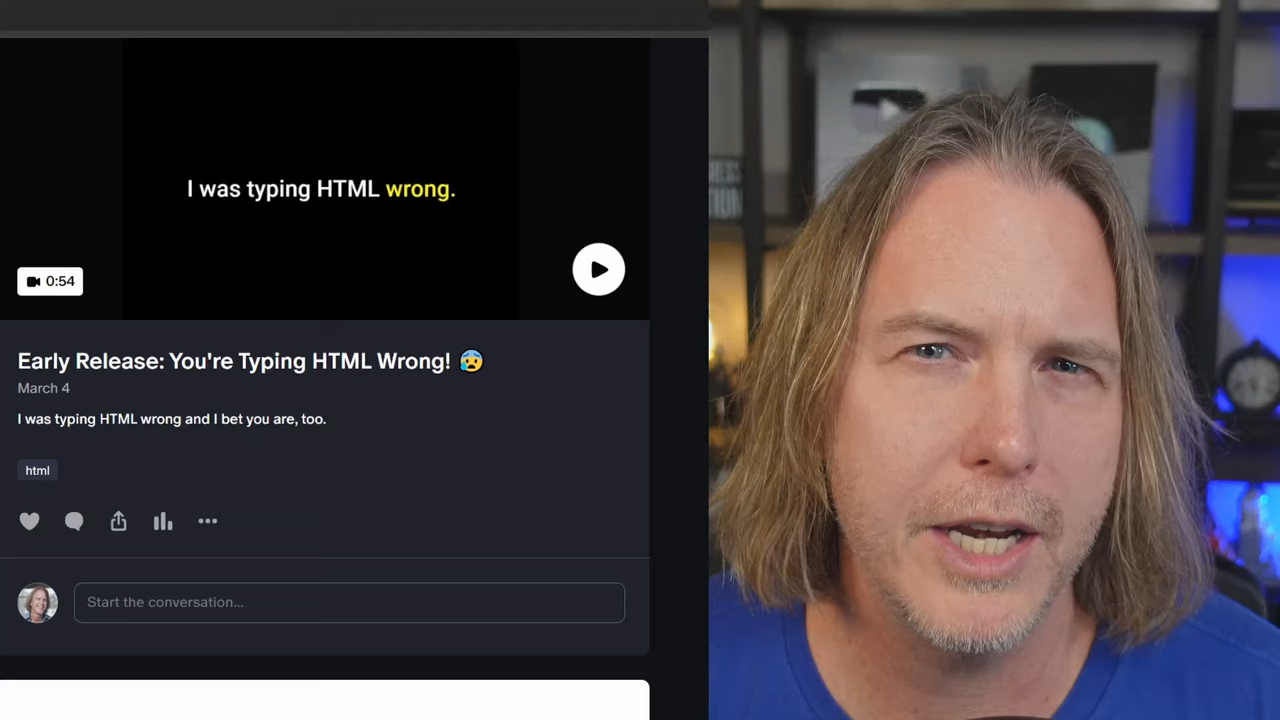 I was typing HTML wrong.
0:54
Early Release: You're Typing HTML Wrong! 😰
March 4
I was typing HTML wrong and I bet you are, too.
html
Start the conversation...